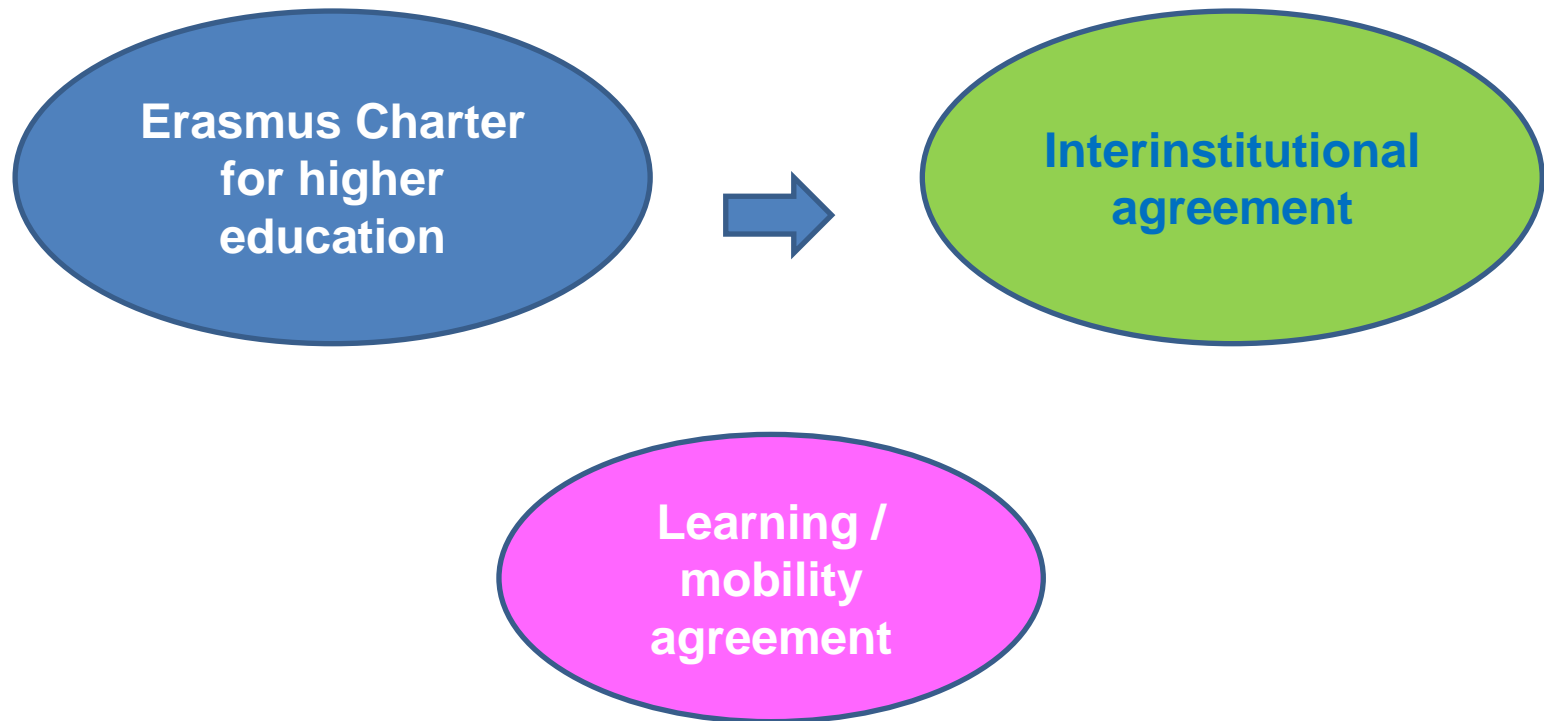 Erasmus Charter
for higher
education
Interinstitutional
agreement
Learning /
mobility
agreement